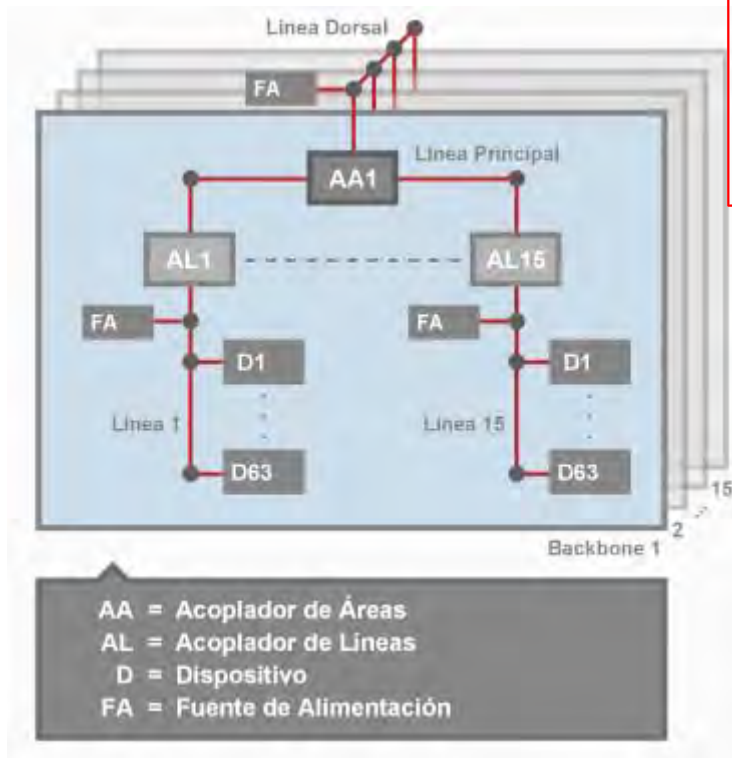 Línea Dorsal
FA
Línea Principal
AA1
AL1
AL15
FA
FA
D1
D1
Línea 1
Línea 15
D63
D63
15
2
Backbone 1
AA = Acoplador de Áreas
AL = Acoplador de Líneas
D = Dispositivo
FA = Fuente de Alimentación